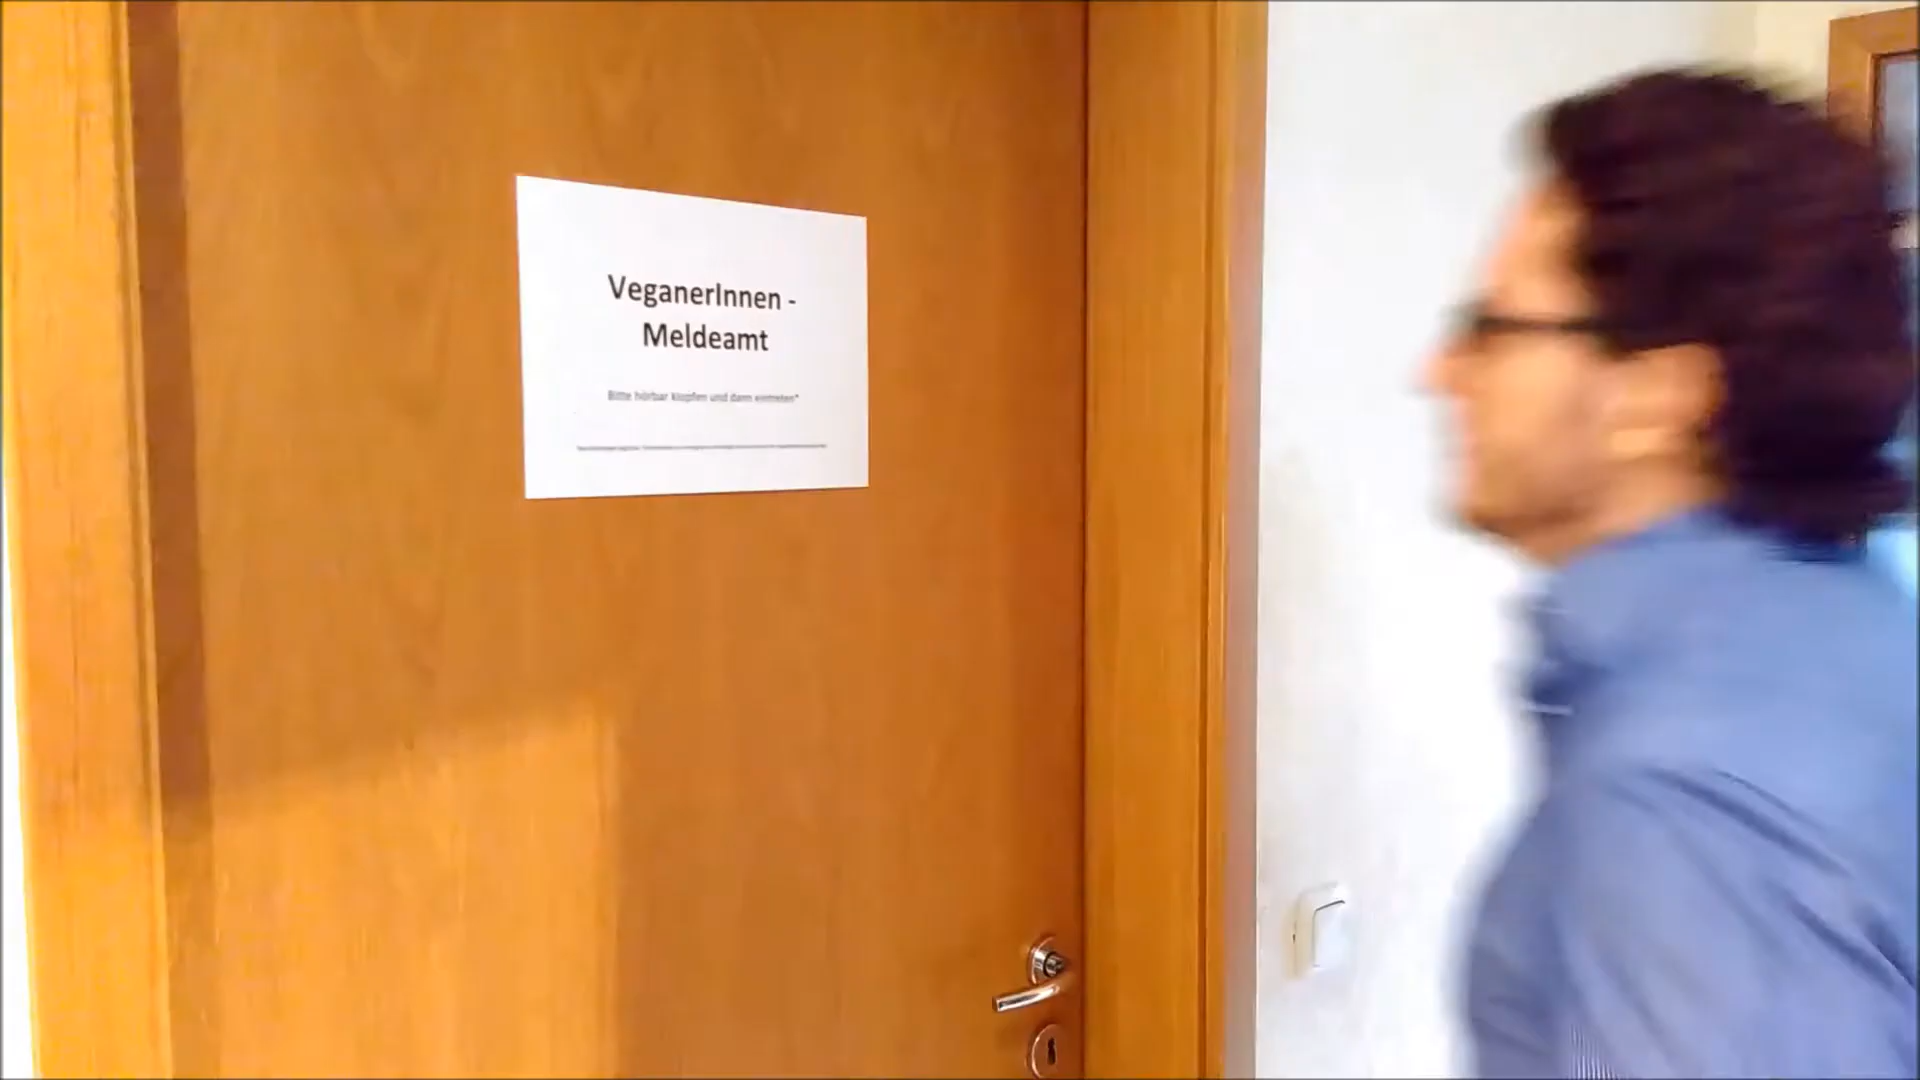 VeganerInnen -
Meldeamt
Bitte hörbar klopfen und dann eintreten*